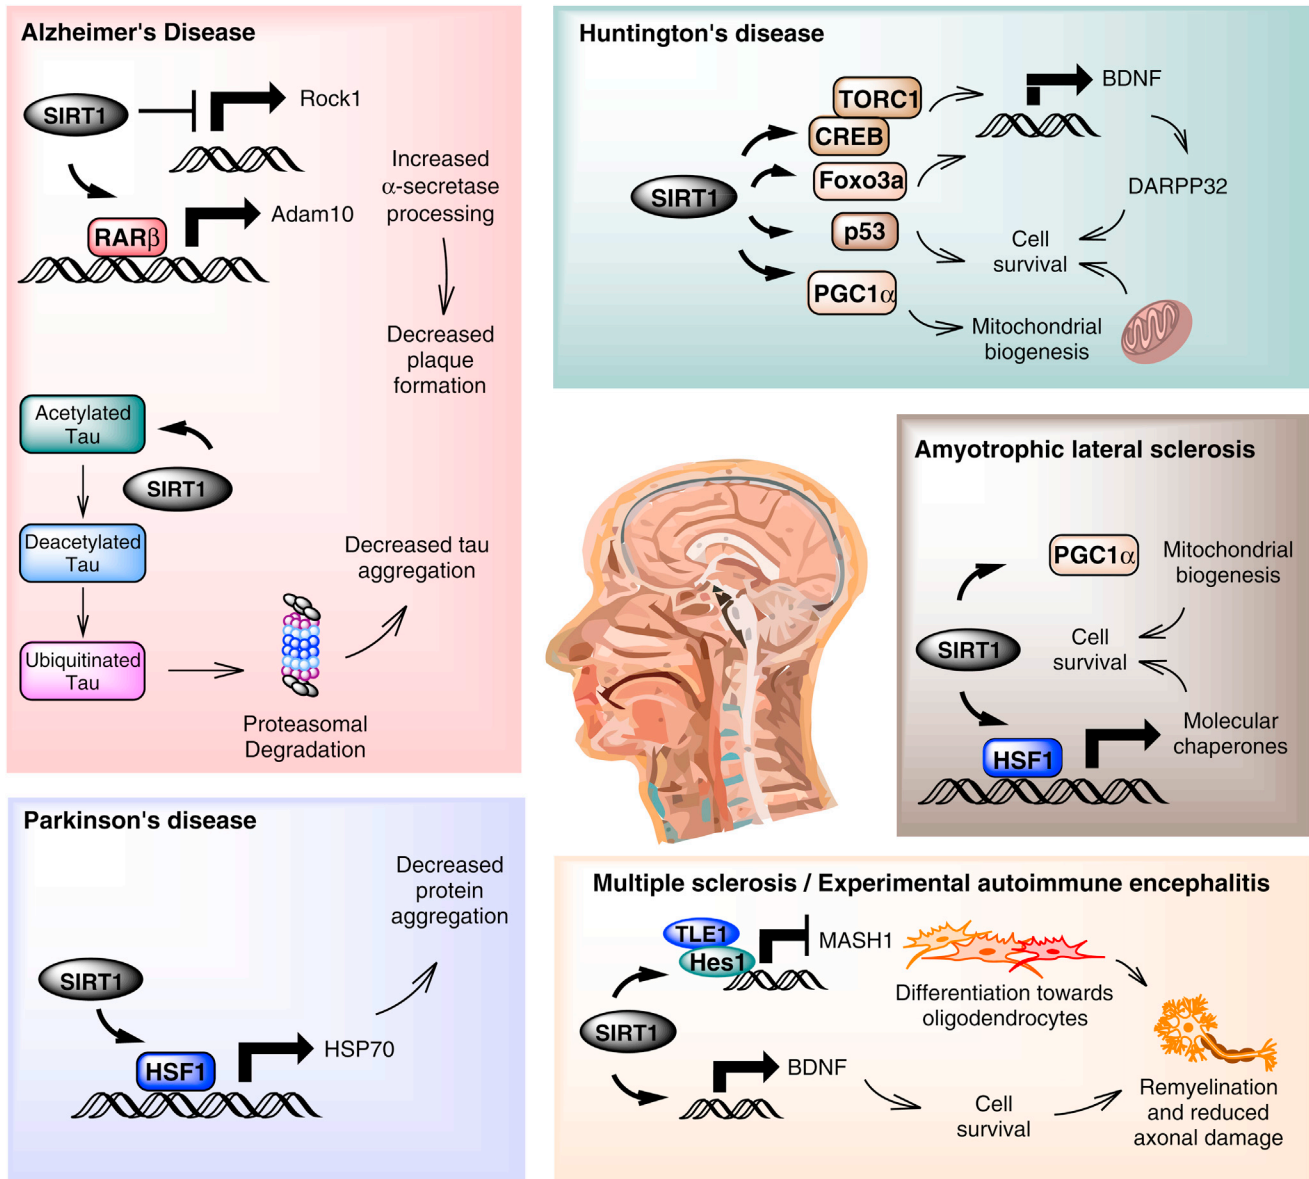 Alzheimer's Disease
SIRT1
Rock1
RARβ
Adam10
Increased
α-secretase
processing
Decreased
plaque
formation
Acetylated
Tau
SIRT1
Deacetylated
Tau
Ubiquitinated
Tau
Proteasomal
Degradation
Decreased tau
aggregation
Huntington's disease
SIRT1
TORC1
CREB
Foxo3a
p53
PGC1α
BDNF
DARPP32
Cell
survival
Mitochondrial
biogenesis
Amyotrophic lateral sclerosis
SIRT1
PGC1α
Mitochondrial
biogenesis
Cell
survival
HSF1
Molecular
chaperones
Parkinson's disease
SIRT1
HSF1
HSP70
Decreased
protein
aggregation
Multiple sclerosis / Experimental autoimmune encephalitis
SIRT1
TLE1
Hes1
MASH1
Differentiation towards
oligodendrocytes
BDNF
Cell
survival
Remyelination
and reduced
axonal damage